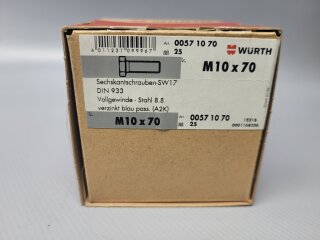 4011231099967
Art. 0057 10 70
25
WÜRTH
M10 x 70
Sechskantschrauben-SW17
DIN 933
Vollgewinde - Stahl 8.8
verzinkt blau pass. (A2K)
M10 x 70
0057 10 70
25